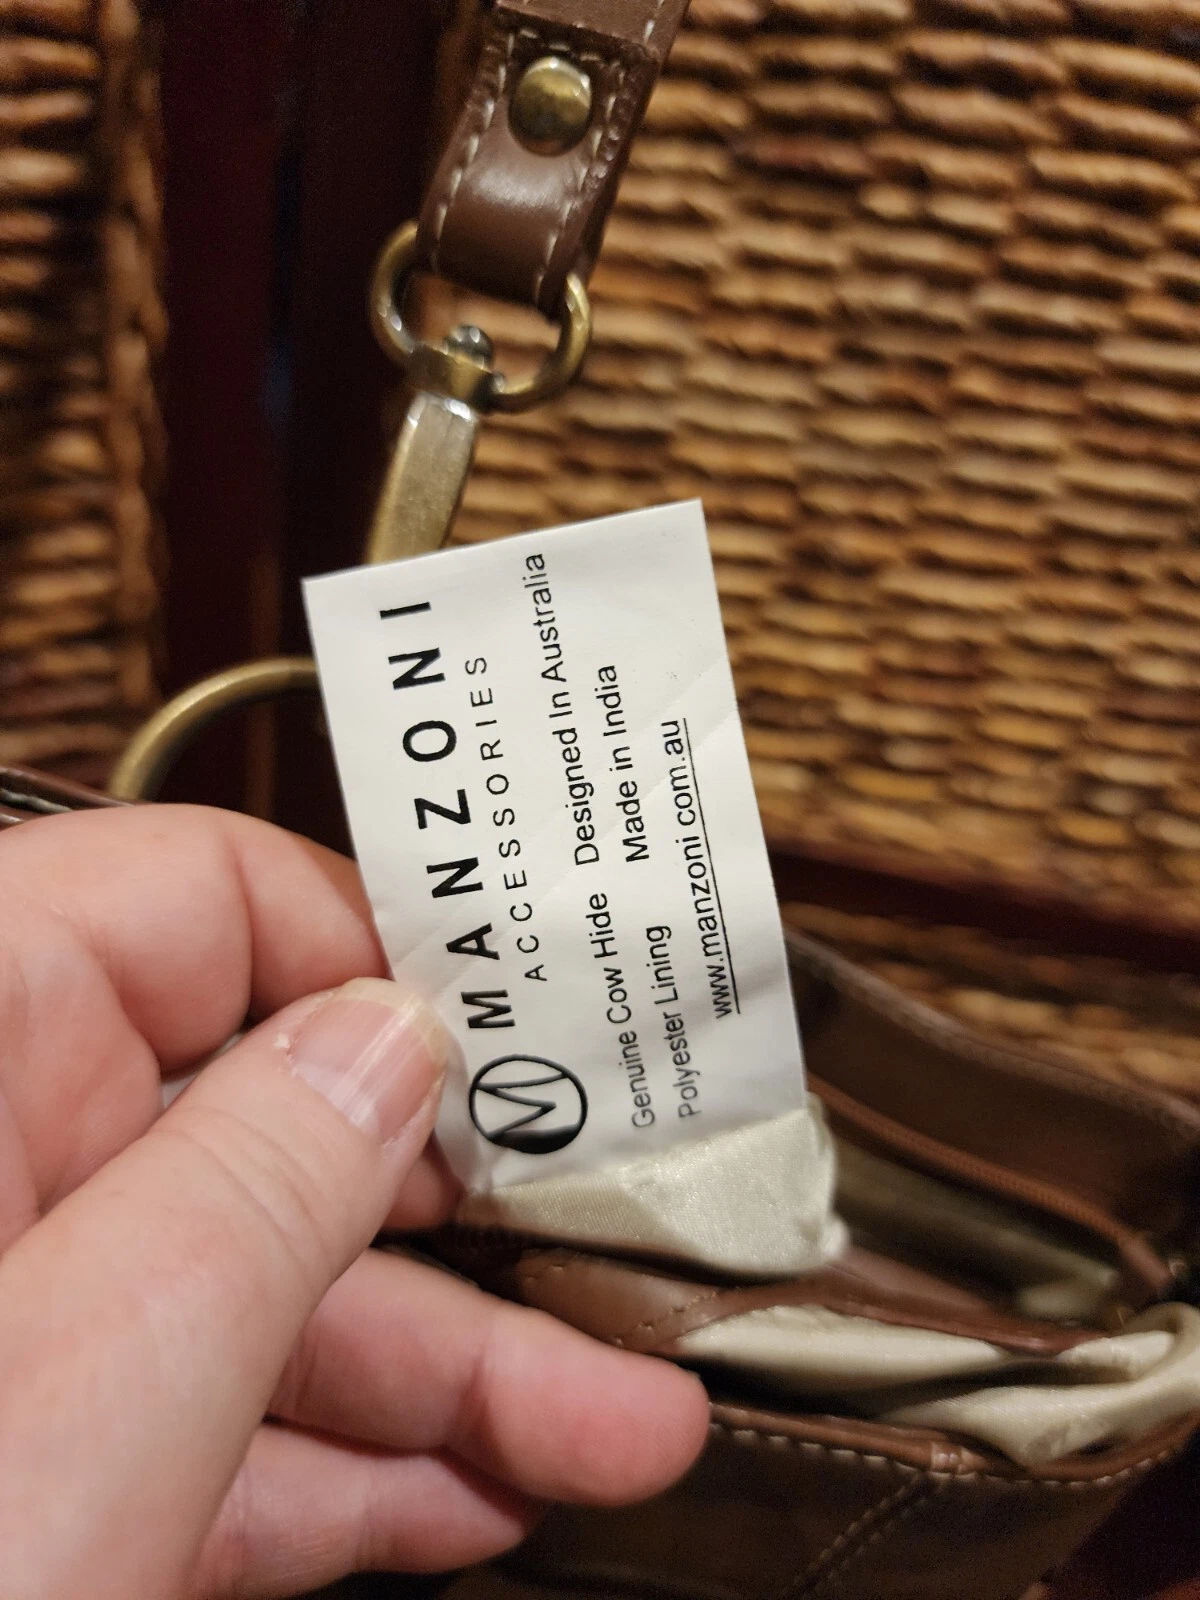 M MANZONI
ACCESSORIES
Genuine Cow Hide Designed In Australia
Polyester Lining Made in India
www.manzoni com.au